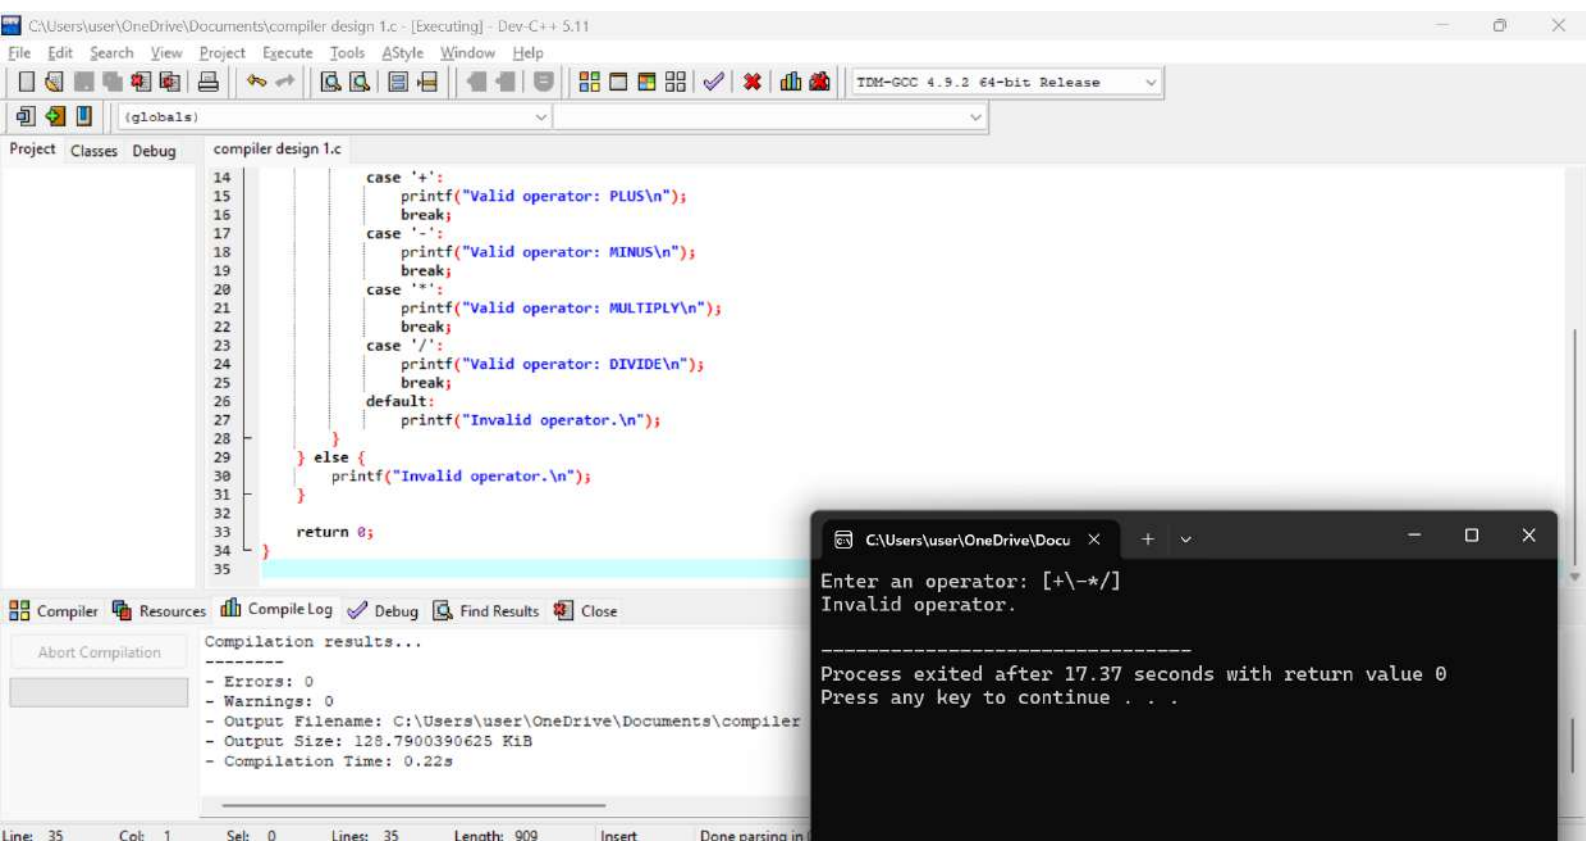 C:\Users\user\OneDrive\Documents\compiler design 1.c - [Executing] - Dev-C++ 5.11
File Edit Search View Project Execute Tools AStyle Window Help
TDM-GCC 4.9.2 64-bit Release
(globals)
Project Classes Debug compiler design 1.c
14 case '+':
15 printf("Valid operator: PLUS\n");
16 break;
17 case '-':
18 printf("Valid operator: MINUS\n");
19 break;
20 case '*':
21 printf("Valid operator: MULTIPLY\n");
22 break;
23 case '/':
24 printf("Valid operator: DIVIDE\n");
25 break;
26 default:
27 printf("Invalid operator.\n");
28 }
29 } else {
30 printf("Invalid operator.\n");
31 }
32
33 return 0;
34 }
35
Compiler Resources Compile Log Debug Find Results Close
Abort Compilation
Compilation results...
--------
- Errors: 0
- Warnings: 0
- Output Filename: C:\Users\user\OneDrive\Documents\compiler
- Output Size: 128.7900390625 KiB
- Compilation Time: 0.22s
C:\Users\user\OneDrive\Docu
Enter an operator: [+\-*/]
Invalid operator.
--------------------------------
Process exited after 17.37 seconds with return value 0
Press any key to continue . . .
Line: 35 Col: 1 Sel: 0 Lines: 35 Length: 909 Insert Done parsing in